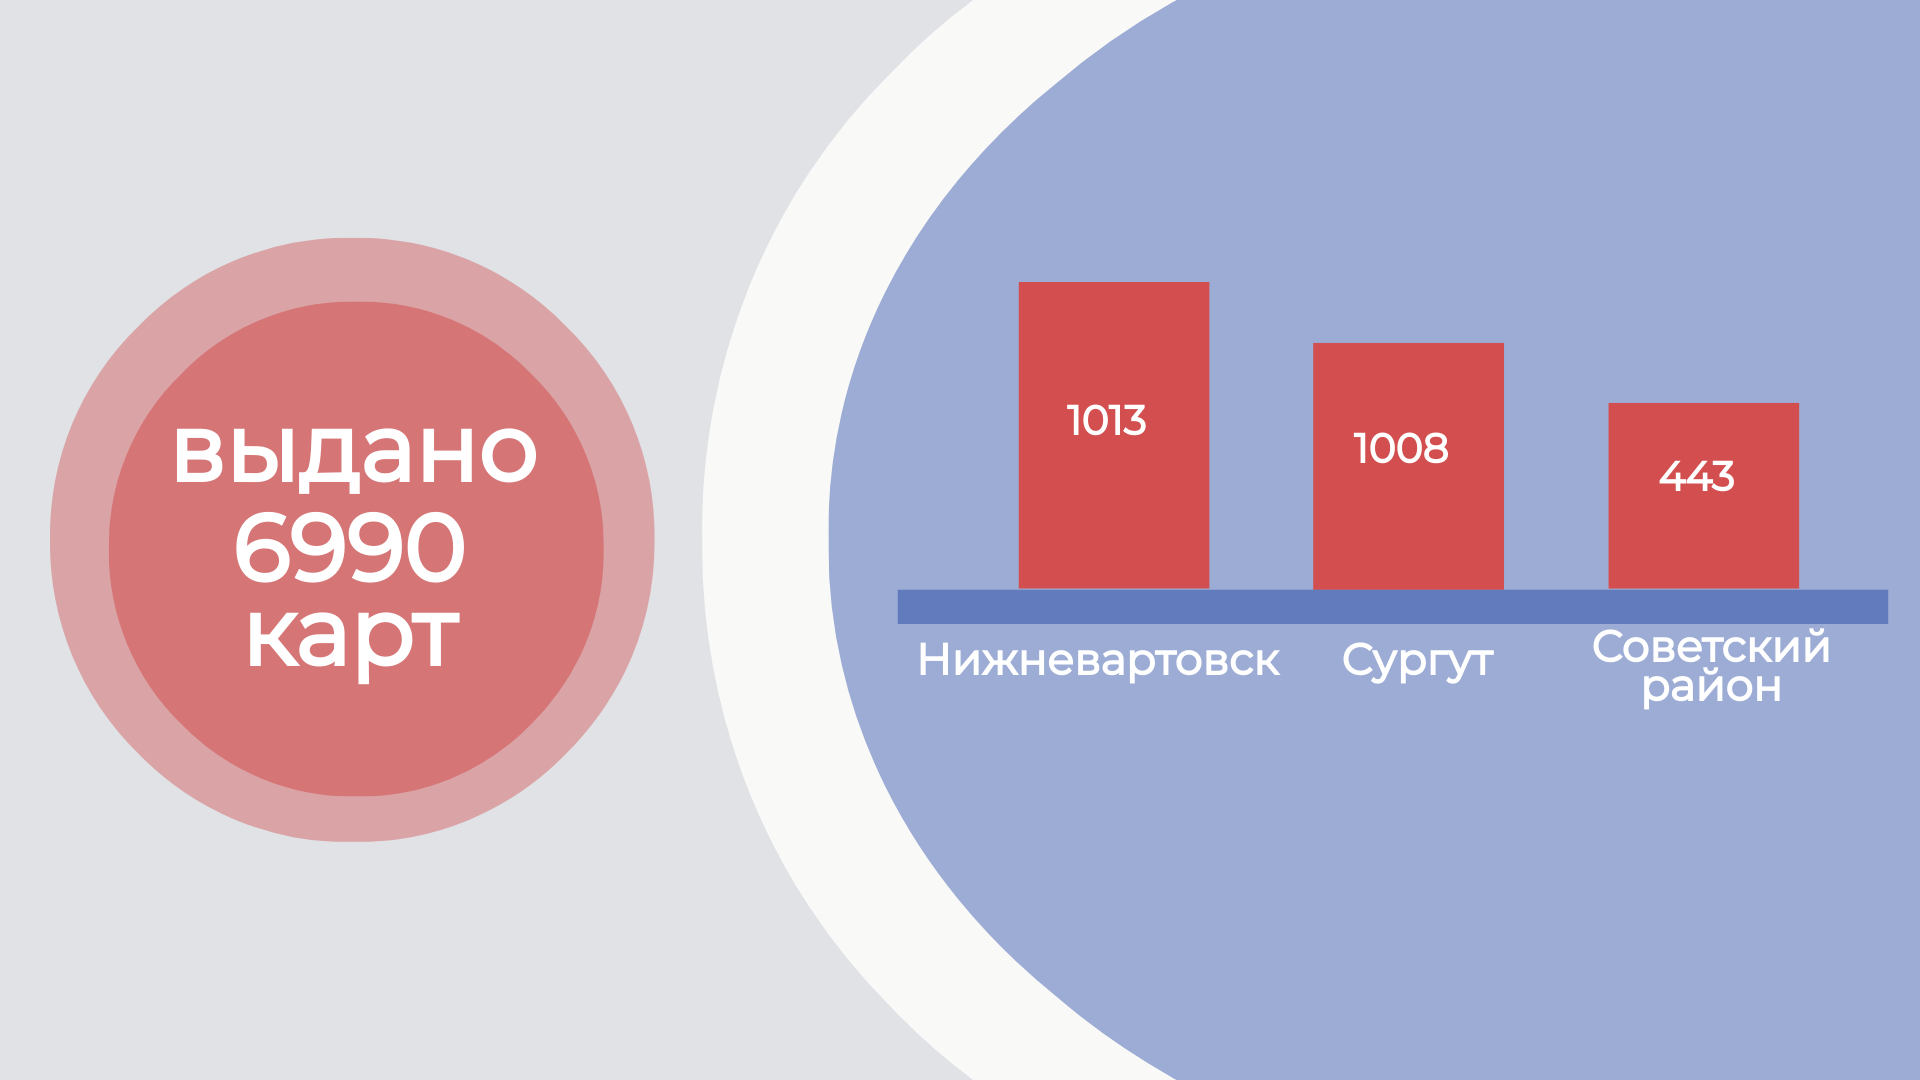 выдано
6990
карт
1013
1008
443
Нижневартовск
Сургут
Советский
район